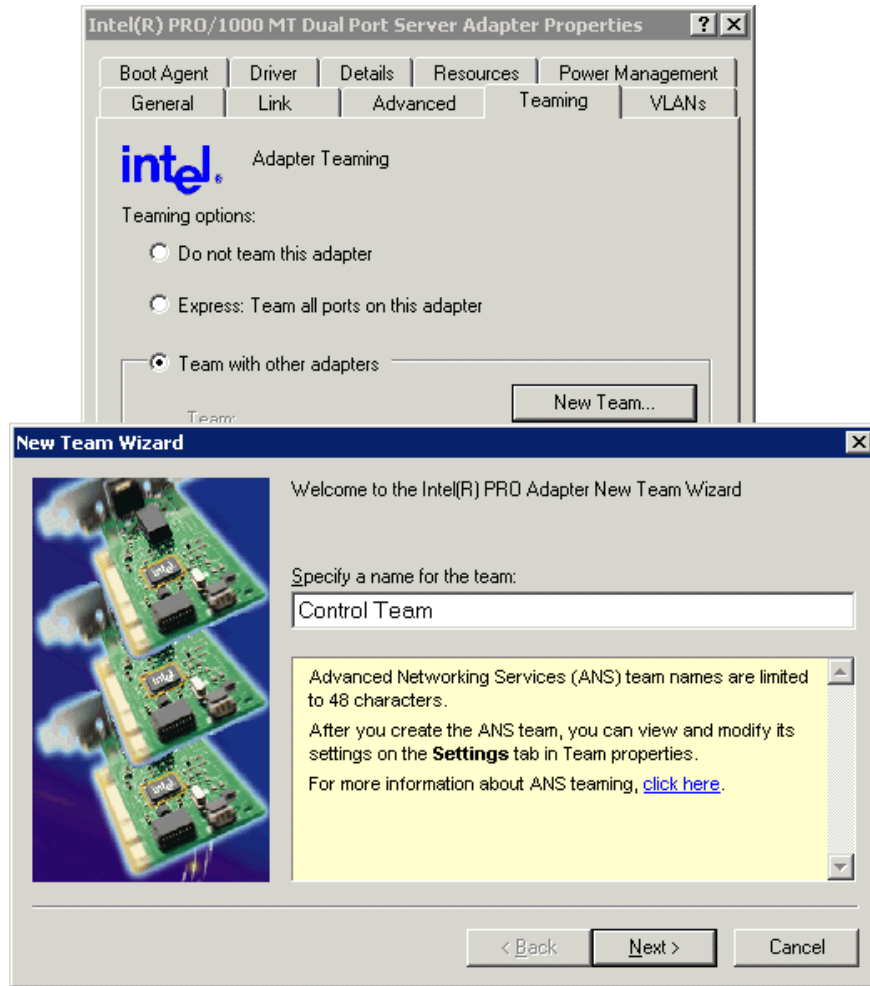 Intel(R) PRO/1000 MT Dual Port Server Adapter Properties
Boot Agent Driver Details Resources Power Management
General Link Advanced Teaming VLANs
intel®
Adapter Teaming
Teaming options:
Do not team this adapter
Express: Team all ports on this adapter
Team with other adapters
New Team...
Team:
New Team Wizard
Welcome to the Intel(R) PRO Adapter New Team Wizard
Specify a name for the team:
Control Team
Advanced Networking Services (ANS) team names are limited
to 48 characters.
After you create the ANS team, you can view and modify its
settings on the Settings tab in Team properties.
For more information about ANS teaming, click here.
< Back Next > Cancel